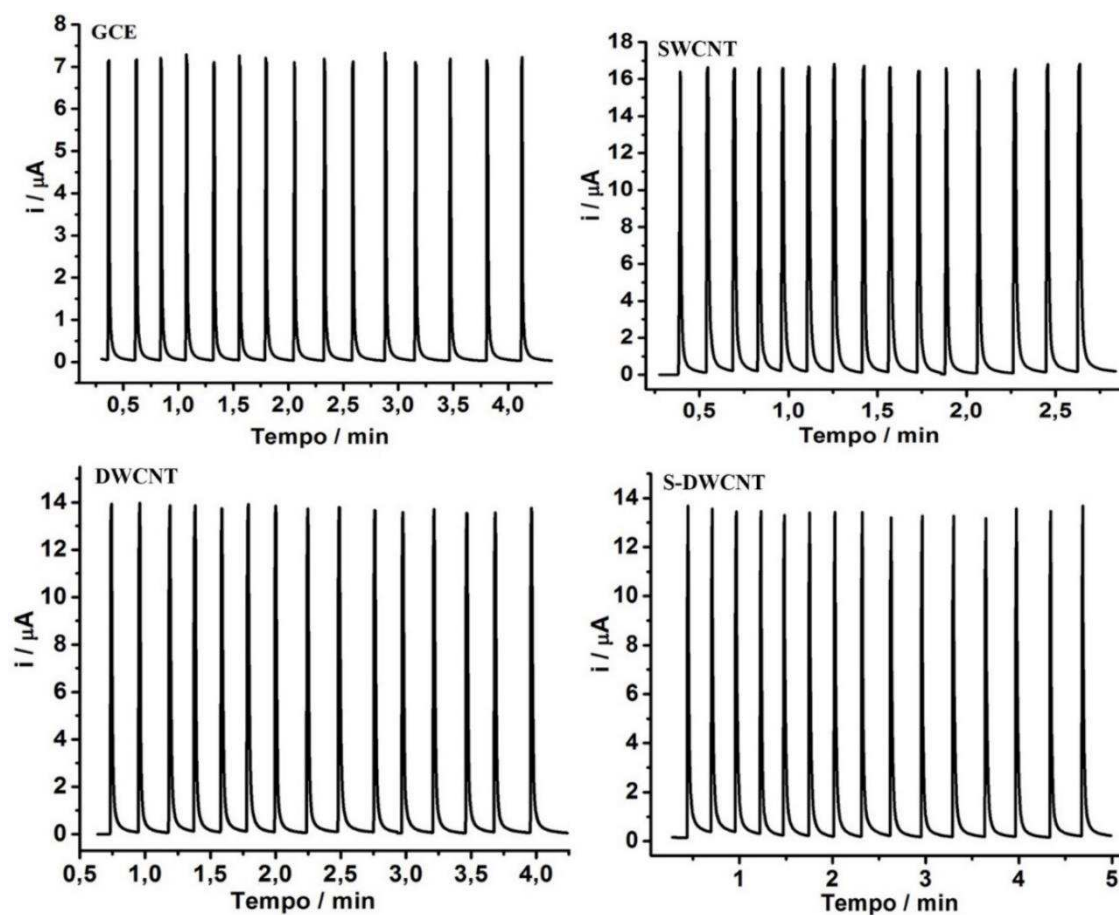 GCE
8
7
6
5
4
3
2
1
0
i / μA
0,5 1,0 1,5 2,0 2,5 3,0 3,5 4,0
Tempo / min
SWCNT
18
16
14
12
10
8
6
4
2
0
i / μA
0,5 1,0 1,5 2,0 2,5
Tempo / min
DWCNT
14
12
10
8
6
4
2
0
i / μA
0,5 1,0 1,5 2,0 2,5 3,0 3,5 4,0
Tempo / min
S-DWCNT
14
12
10
8
6
4
2
0
i / μA
1 2 3 4 5
Tempo / min